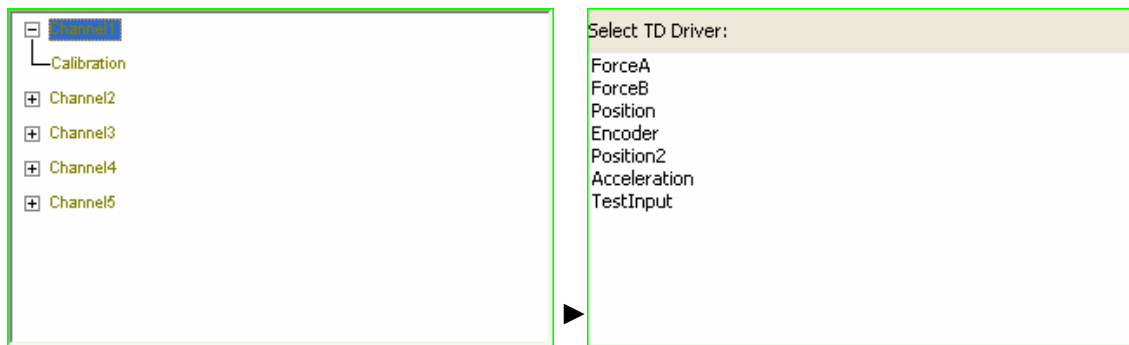 Channel1
Calibration
Channel2
Channel3
Channel4
Channel5
Select TD Driver:
ForceA
ForceB
Position
Encoder
Position2
Acceleration
TestInput